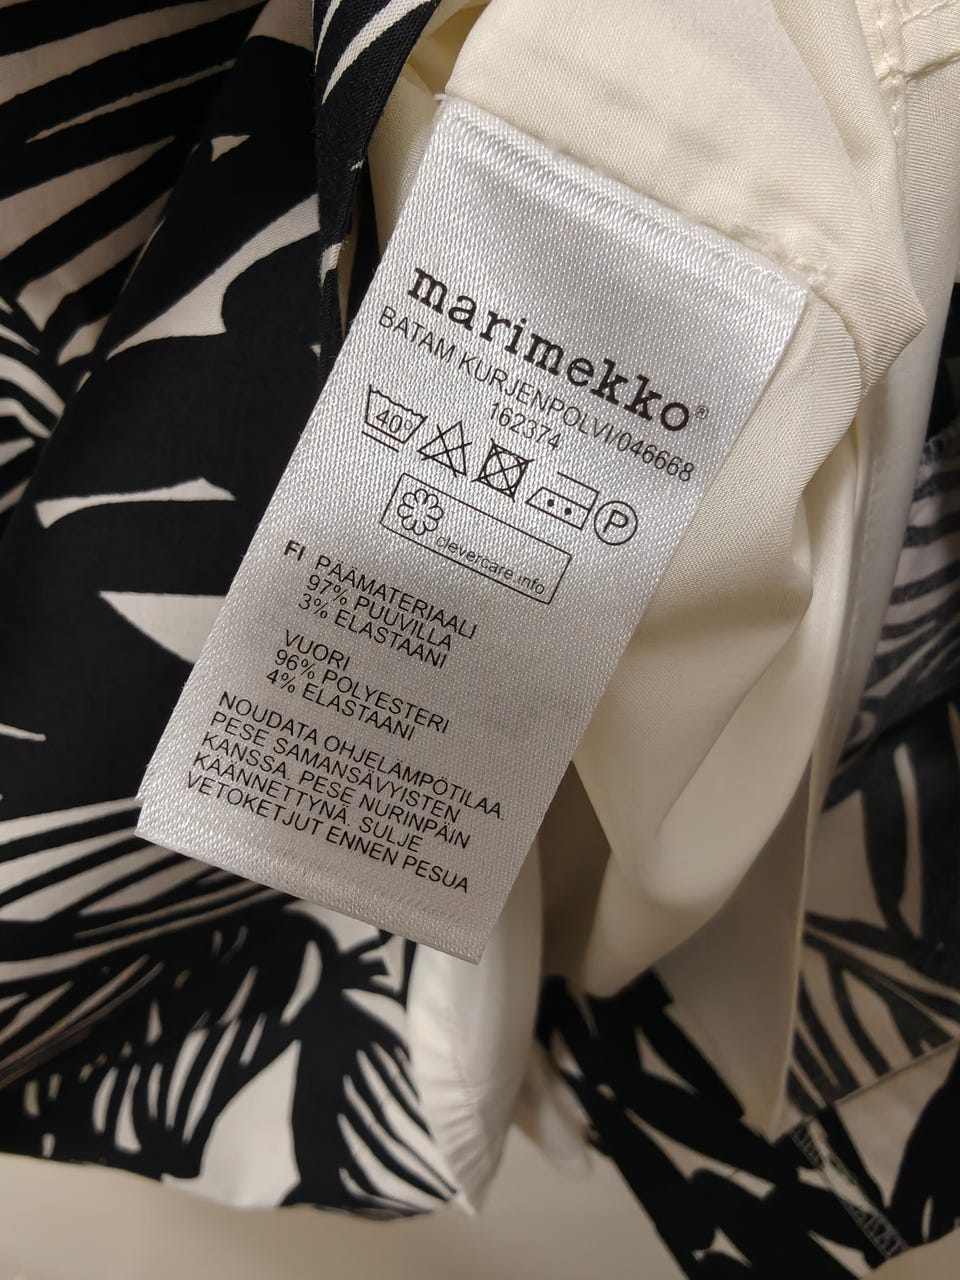 marimekko®
BATAM KURJENPOLVI/046668
162374
40° P
clevercare.info
FI PÄÄMATERIAALI
97% PUUVILLA
3% ELASTAANI
VUORI
96% POLYESTERI
4% ELASTAANI
NOUDATA OHJELÄMPÖTILAA.
PESE SAMANSÄVYISTEN
KANSSA. PESE NURINPÄIN
KÄÄNNETTYNÄ. SULJE
VETOKETJUT ENNEN PESUA